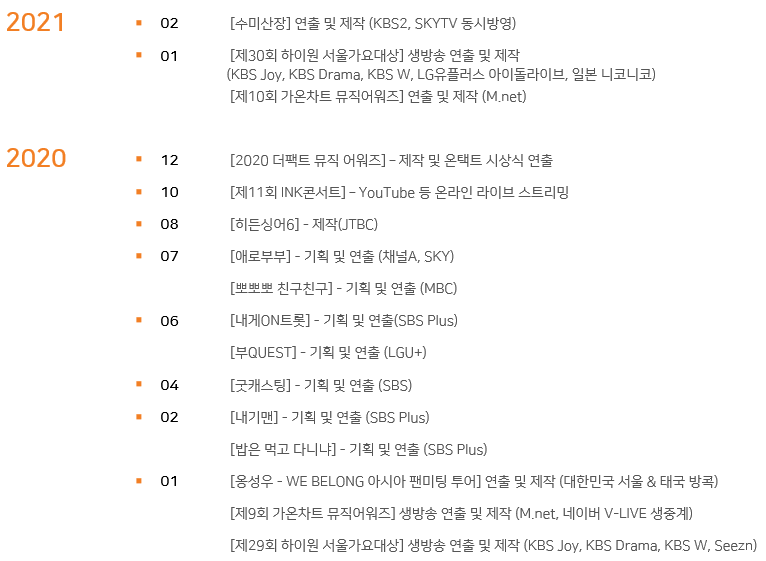 2021
02 [수미산장] 연출 및 제작 (KBS2, SKYTV 동시방영)
01 [제30회 하이원 서울가요대상] 생방송 연출 및 제작
(KBS Joy, KBS Drama, KBS W, LG유플러스 아이돌라이브, 일본 니코니코)
[제10회 가온차트 뮤직어워즈] 연출 및 제작 (M.net)
2020
12 [2020 더팩트 뮤직 어워즈] – 제작 및 온택트 시상식 연출
10 [제11회 INK콘서트] – YouTube 등 온라인 라이브 스트리밍
08 [히든싱어6] - 제작(JTBC)
07 [애로부부] - 기획 및 연출 (채널A, SKY)
[뽀뽀뽀 친구친구] - 기획 및 연출 (MBC)
06 [내게ON트롯] - 기획 및 연출(SBS Plus)
[부QUEST] - 기획 및 연출 (LGU+)
04 [굿캐스팅] - 기획 및 연출 (SBS)
02 [내기맨] - 기획 및 연출 (SBS Plus)
[밥은 먹고 다니냐] - 기획 및 연출 (SBS Plus)
01 [옹성우 - WE BELONG 아시아 팬미팅 투어] 연출 및 제작 (대한민국 서울 & 태국 방콕)
[제9회 가온차트 뮤직어워즈] 생방송 연출 및 제작 (M.net, 네이버 V-LIVE 생중계)
[제29회 하이원 서울가요대상] 생방송 연출 및 제작 (KBS Joy, KBS Drama, KBS W, Seezn)